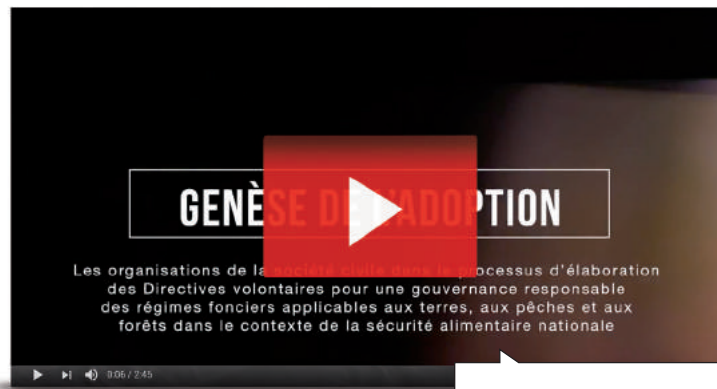 GENÈSE DE L'ADOPTION
Les organisations de la société civile dans le processus d'élaboration
des Directives volontaires pour une gouvernance responsable
des régimes fonciers applicables aux terres, aux pêches et aux
forêts dans le contexte de la sécurité alimentaire nationale
0:06 / 2:45